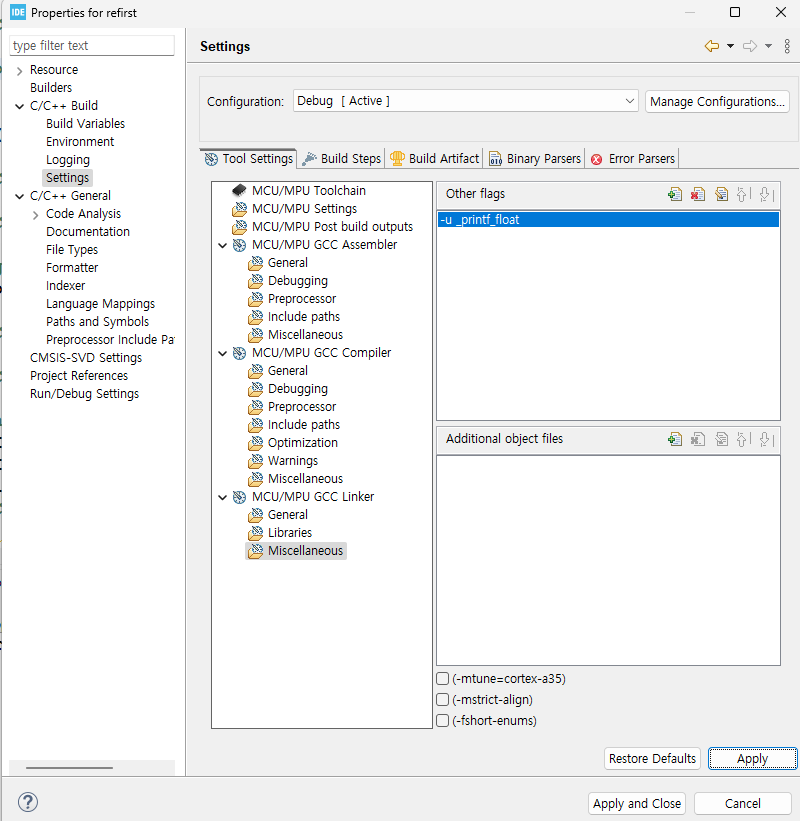 IDE Properties for refirst
type filter text
Resource
Builders
C/C++ Build
Build Variables
Environment
Logging
Settings
C/C++ General
Code Analysis
Documentation
File Types
Formatter
Indexer
Language Mappings
Paths and Symbols
Preprocessor Include Pa
CMSIS-SVD Settings
Project References
Run/Debug Settings
Settings
Configuration: Debug [ Active ] Manage Configurations...
Tool Settings Build Steps Build Artifact Binary Parsers Error Parsers
MCU/MPU Toolchain
MCU/MPU Settings
MCU/MPU Post build outputs
MCU/MPU GCC Assembler
General
Debugging
Preprocessor
Include paths
Miscellaneous
MCU/MPU GCC Compiler
General
Debugging
Preprocessor
Include paths
Optimization
Warnings
Miscellaneous
MCU/MPU GCC Linker
General
Libraries
Miscellaneous
Other flags
-u _printf_float
Additional object files
(-mtune=cortex-a35)
(-mstrict-align)
(-fshort-enums)
Restore Defaults Apply
? Apply and Close Cancel